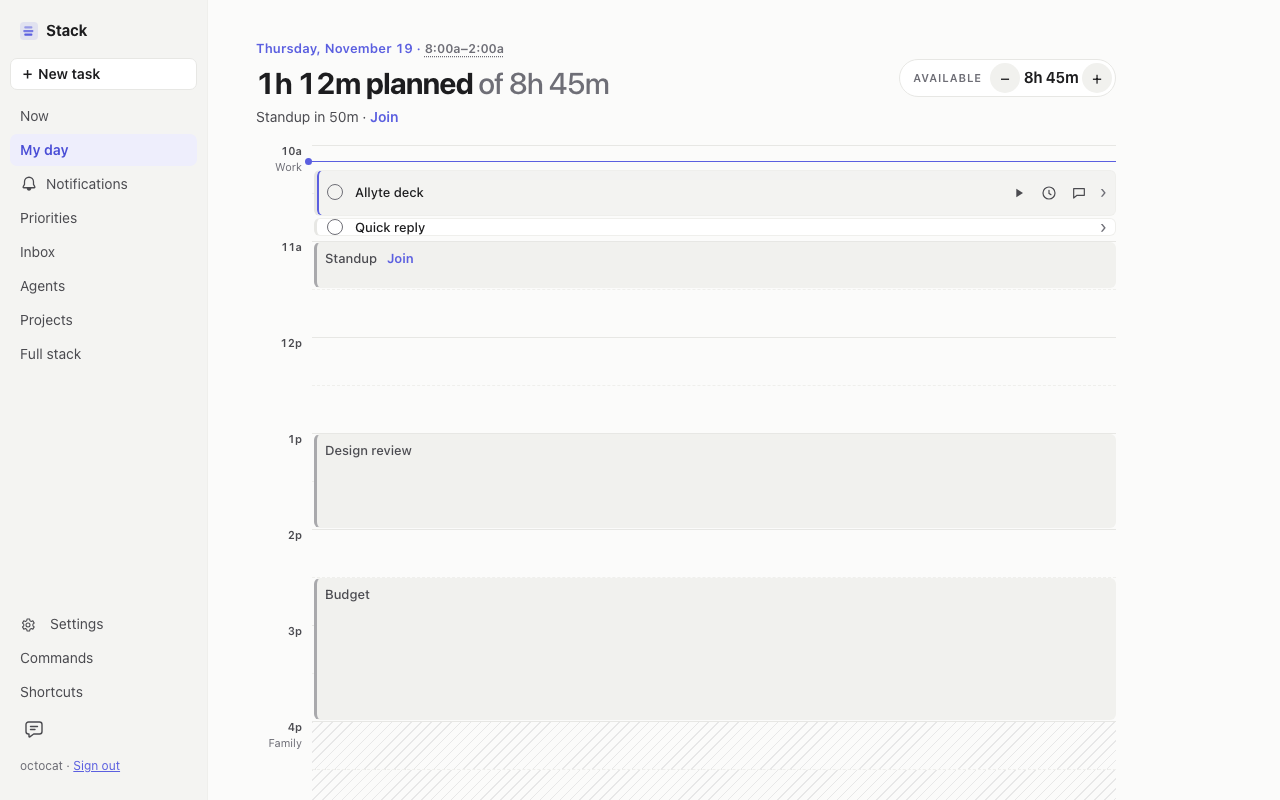 Stack
+ New task
Now
My day
Notifications
Priorities
Inbox
Agents
Projects
Full stack
Settings
Commands
Shortcuts
octocat · Sign out
Thursday, November 19 · 8:00a–2:00a
1h 12m planned of 8h 45m
Standup in 50m · Join
AVAILABLE − 8h 45m +
10a
Work
Allyte deck
Quick reply
11a
Standup Join
12p
1p
Design review
2p
Budget
3p
4p
Family